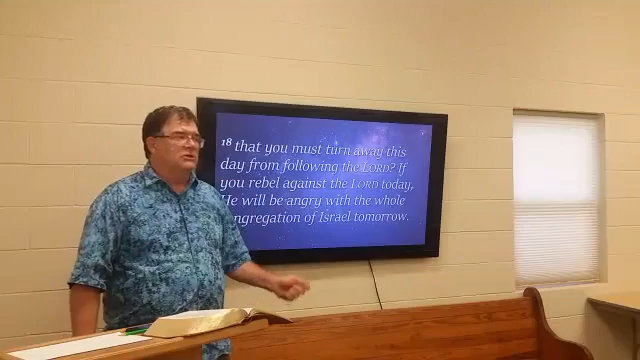 18 that you must turn away this
day from following the LORD? If
you rebel against the LORD today,
He will be angry with the whole
congregation of Israel tomorrow.